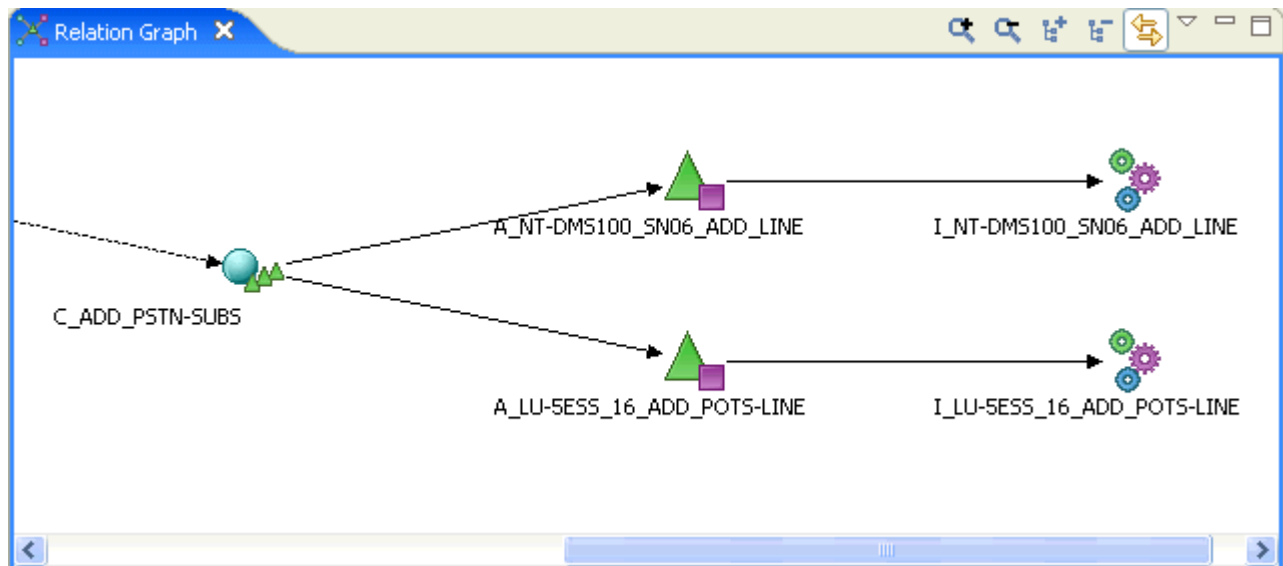 Relation Graph
A_NT-DMS100_SN06_ADD_LINE
I_NT-DMS100_SN06_ADD_LINE
C_ADD_PSTN-SUBS
A_LU-5ESS_16_ADD_POTS-LINE
I_LU-5ESS_16_ADD_POTS-LINE